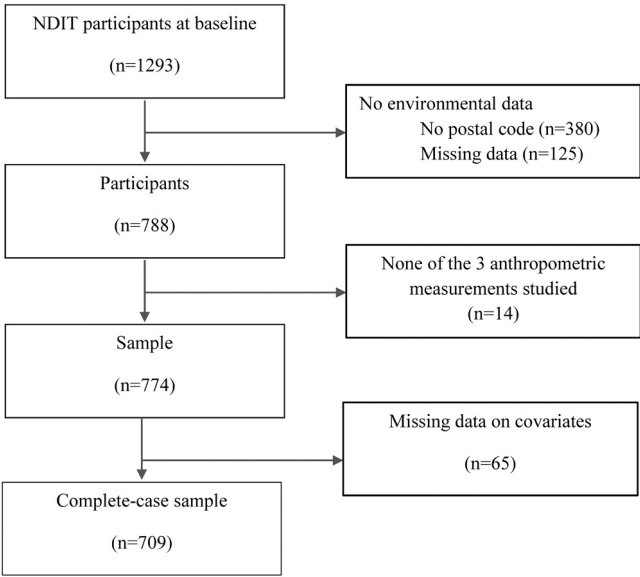 NDIT participants at baseline
(n=1293)
No environmental data
No postal code (n=380)
Missing data (n=125)
Participants
(n=788)
None of the 3 anthropometric
measurements studied
(n=14)
Sample
(n=774)
Missing data on covariates
(n=65)
Complete-case sample
(n=709)